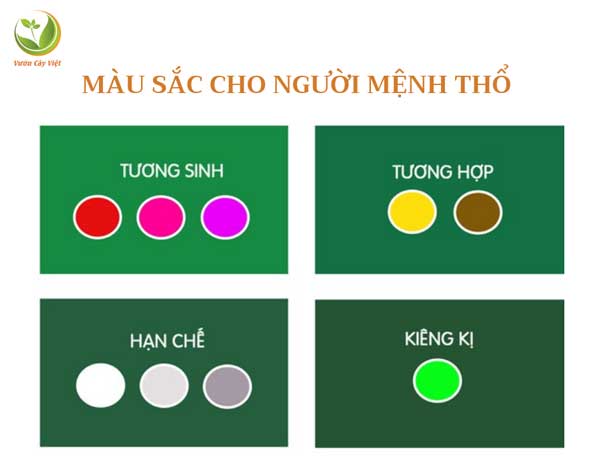 Vườn Cây Việt
MÀU SẮC CHO NGƯỜI MỆNH THỔ
TƯƠNG SINH
TƯƠNG HỢP
HẠN CHẾ
KIÊNG KỊ